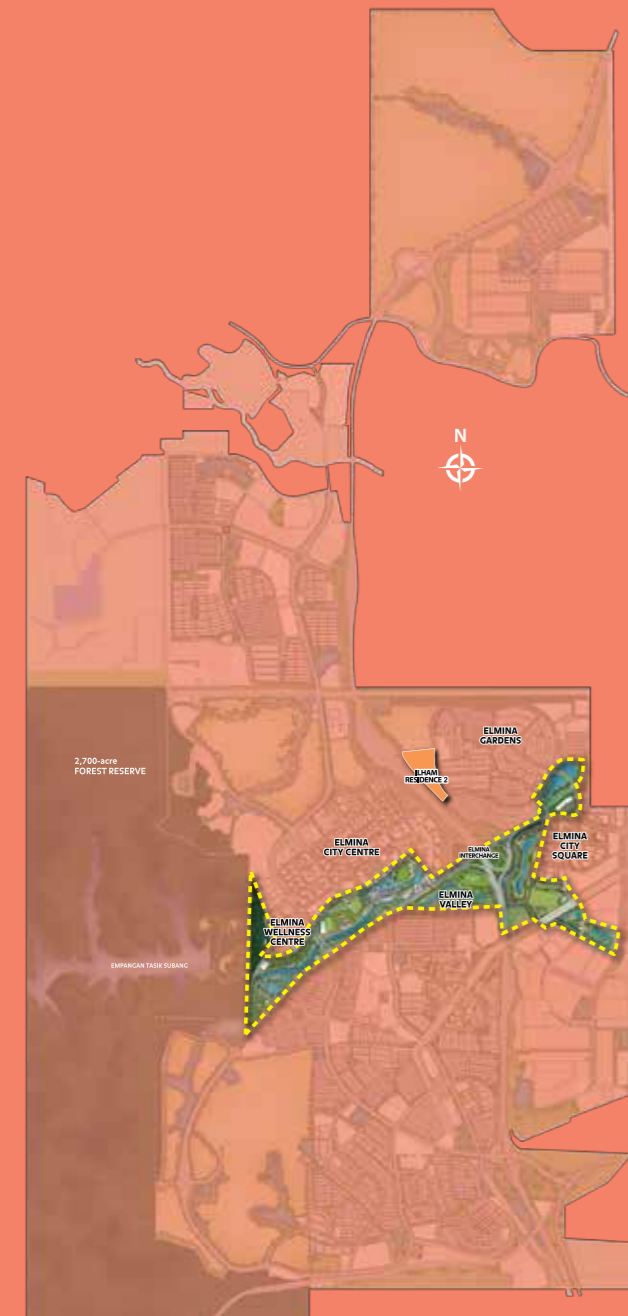 N
ELMINA
GARDENS
2,700-acre
FOREST RESERVE
ILHAM
RESIDENCE 2
ELMINA
CITY CENTRE
ELMINA
INTERCHANGE
ELMINA
CITY
SQUARE
ELMINA
VALLEY
ELMINA
WELLNESS
CENTRE
EMPANGAN TASIK SUBANG